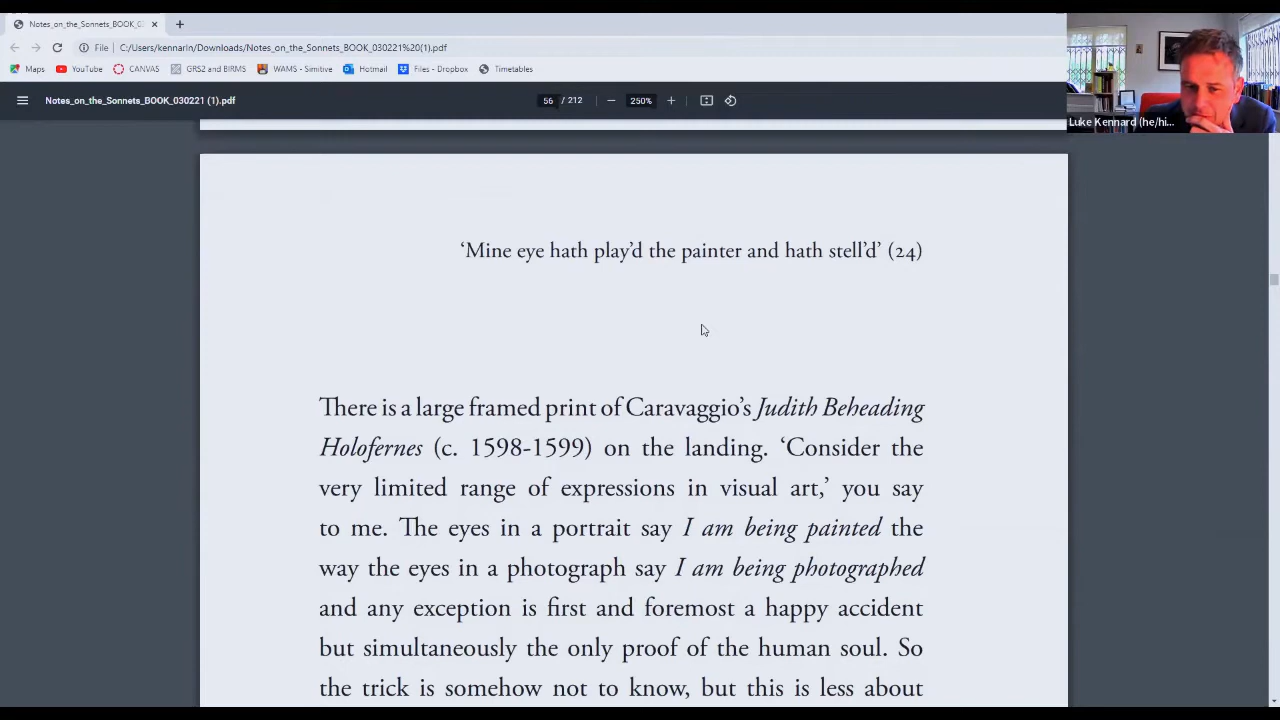 Notes_on_the_Sonnets_BOOK_03
File C:/Users/kennarln/Downloads/Notes_on_the_Sonnets_BOOK_030221%20(1).pdf
Maps YouTube CANVAS GRS2 and BIRMS WAMS - Simitive Hotmail Files - Dropbox Timetables
Notes_on_the_Sonnets_BOOK_030221 (1).pdf 56 / 212 250%
Luke Kennard (he/hi...
‘Mine eye hath play’d the painter and hath stell’d’ (24)
There is a large framed print of Caravaggio’s Judith Beheading
Holofernes (c. 1598-1599) on the landing. ‘Consider the
very limited range of expressions in visual art,’ you say
to me. The eyes in a portrait say I am being painted the
way the eyes in a photograph say I am being photographed
and any exception is first and foremost a happy accident
but simultaneously the only proof of the human soul. So
the trick is somehow not to know, but this is less about